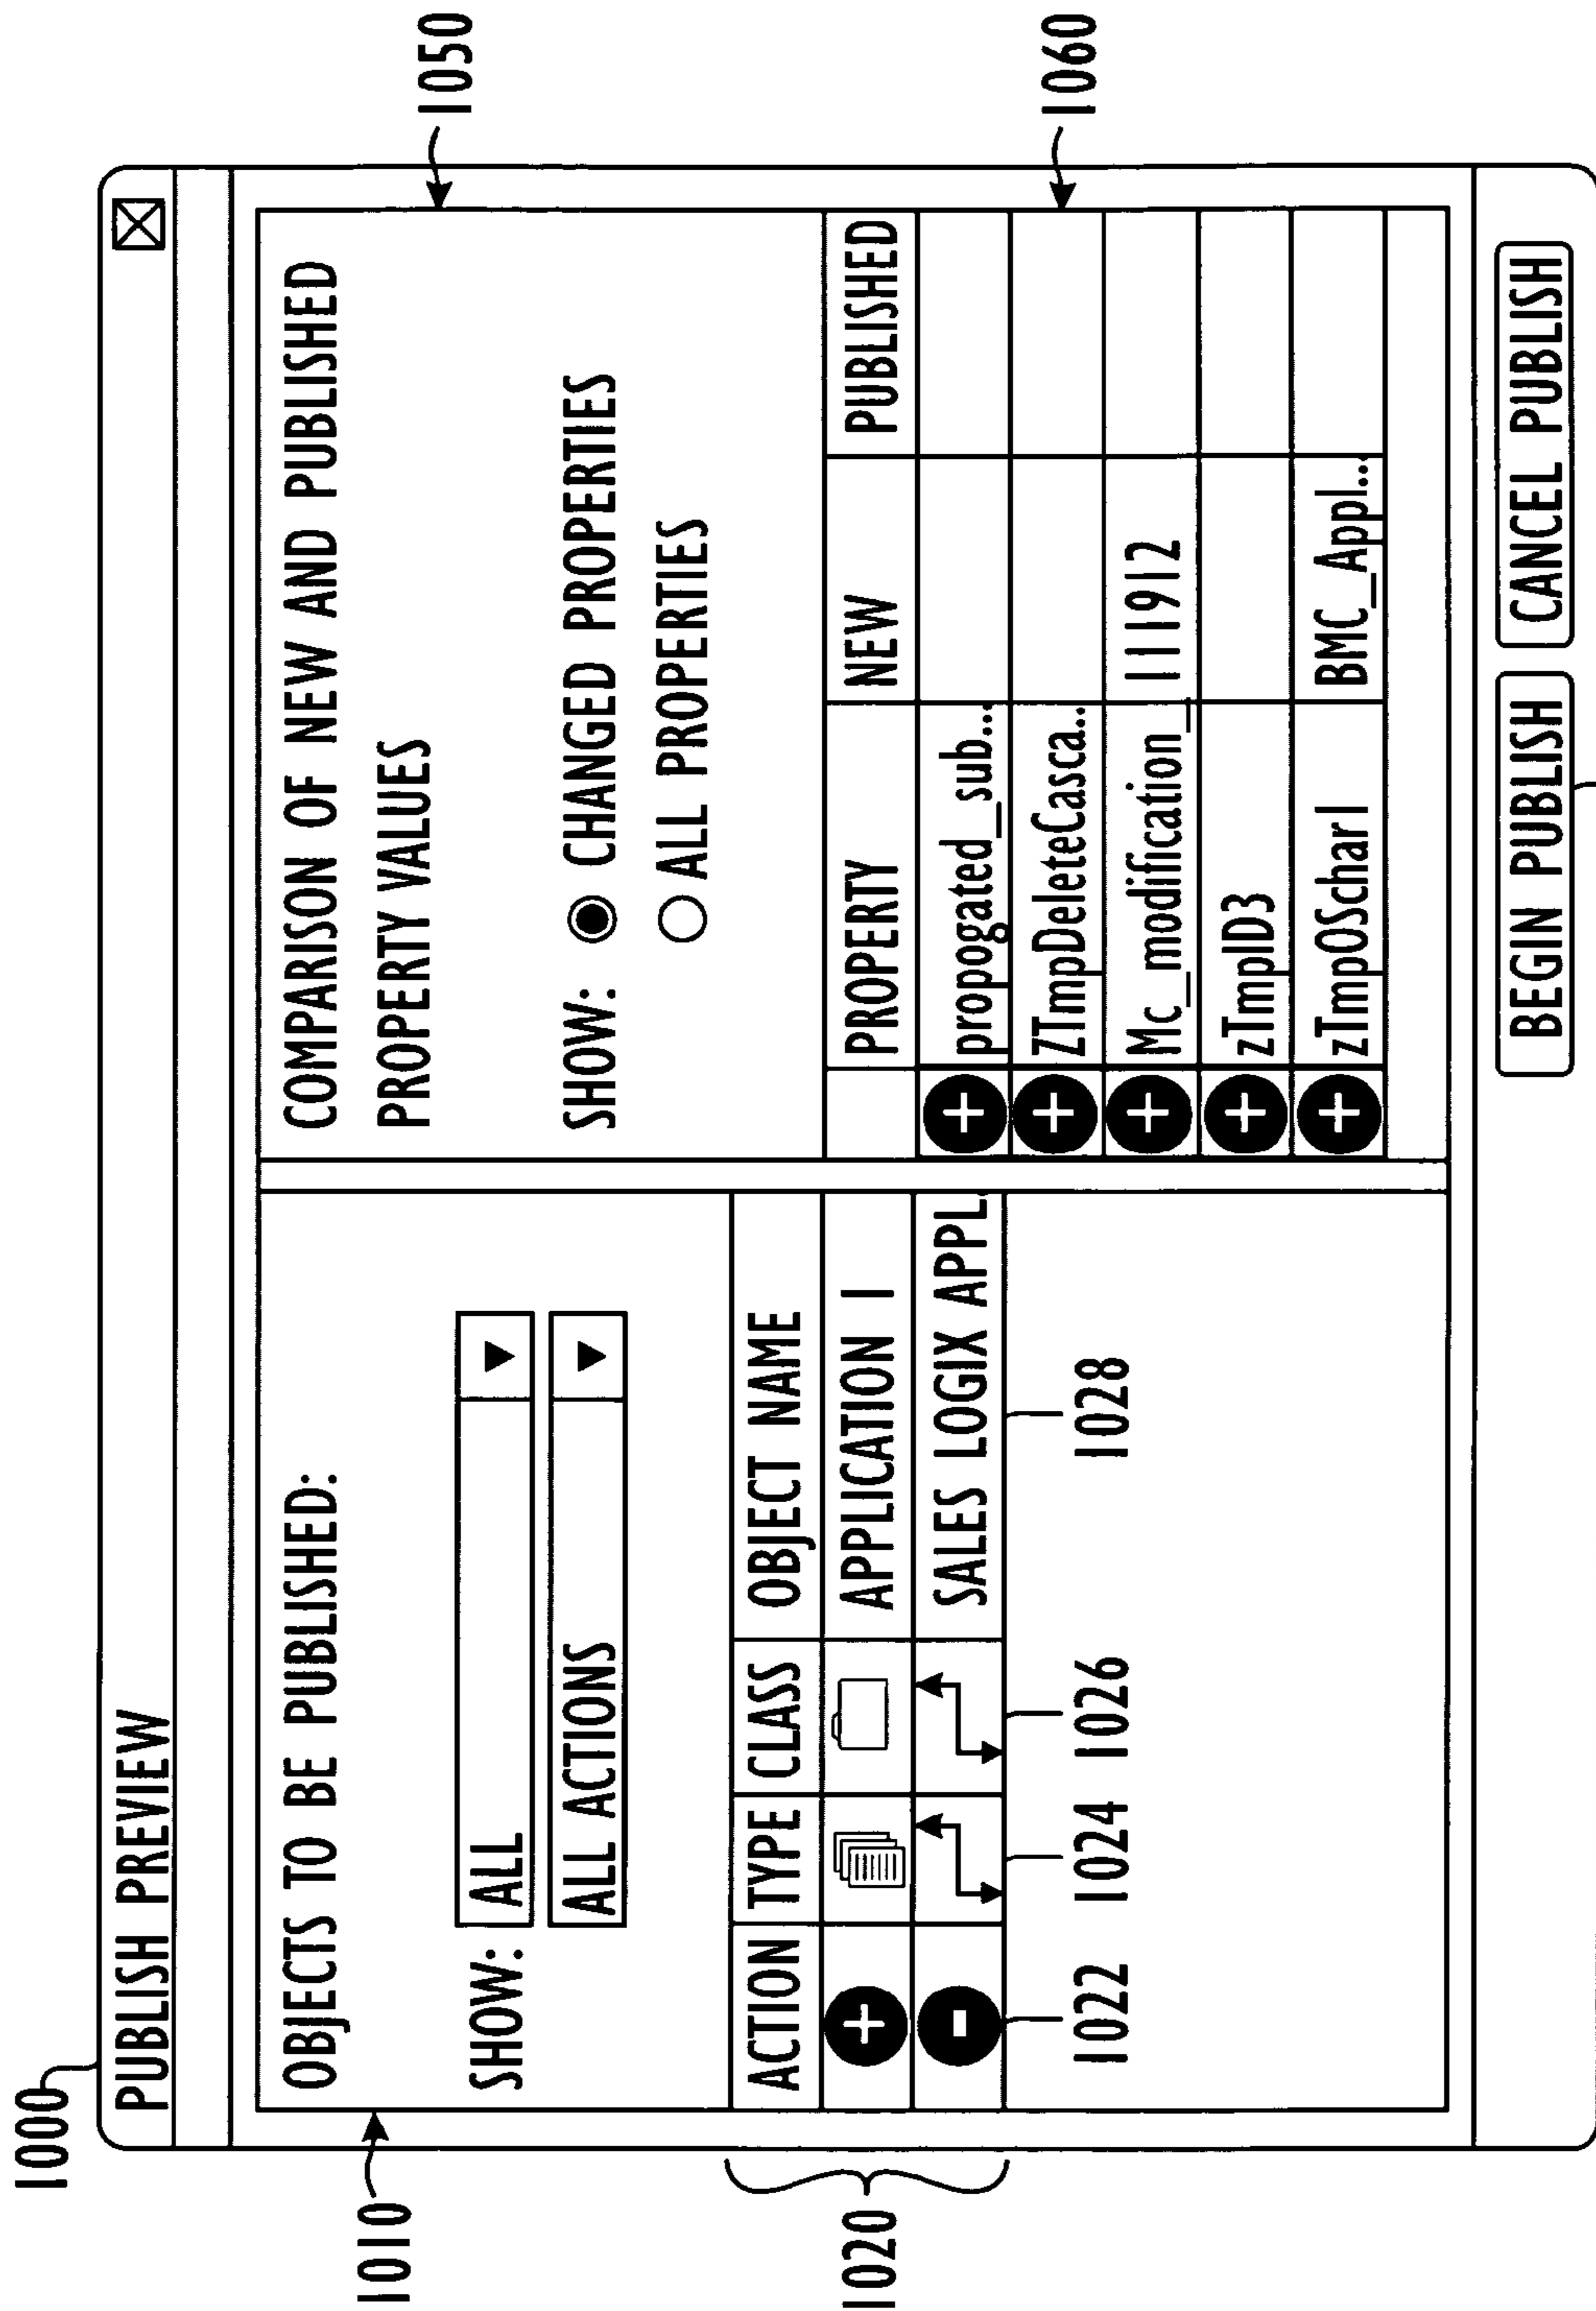 1000
PUBLISH PREVIEW
1010
OBJECTS TO BE PUBLISHED:
SHOW: ALL
ALL ACTIONS
1020
ACTION TYPE CLASS OBJECT NAME
+ APPLICATION 1
- SALES LOGIX APPL
1022 1024 1026 1028
1050
COMPARISON OF NEW AND PUBLISHED
PROPERTY VALUES
SHOW: CHANGED PROPERTIES
ALL PROPERTIES
1060
PROPERTY NEW PUBLISHED
+ propogated_sub...
+ ZTmpDeleteCasca..
+ Mc_modification_ 1111912
+ zTmpID3
+ zTmpOSchar1 BMC_Appl...
BEGIN PUBLISH CANCEL PUBLISH